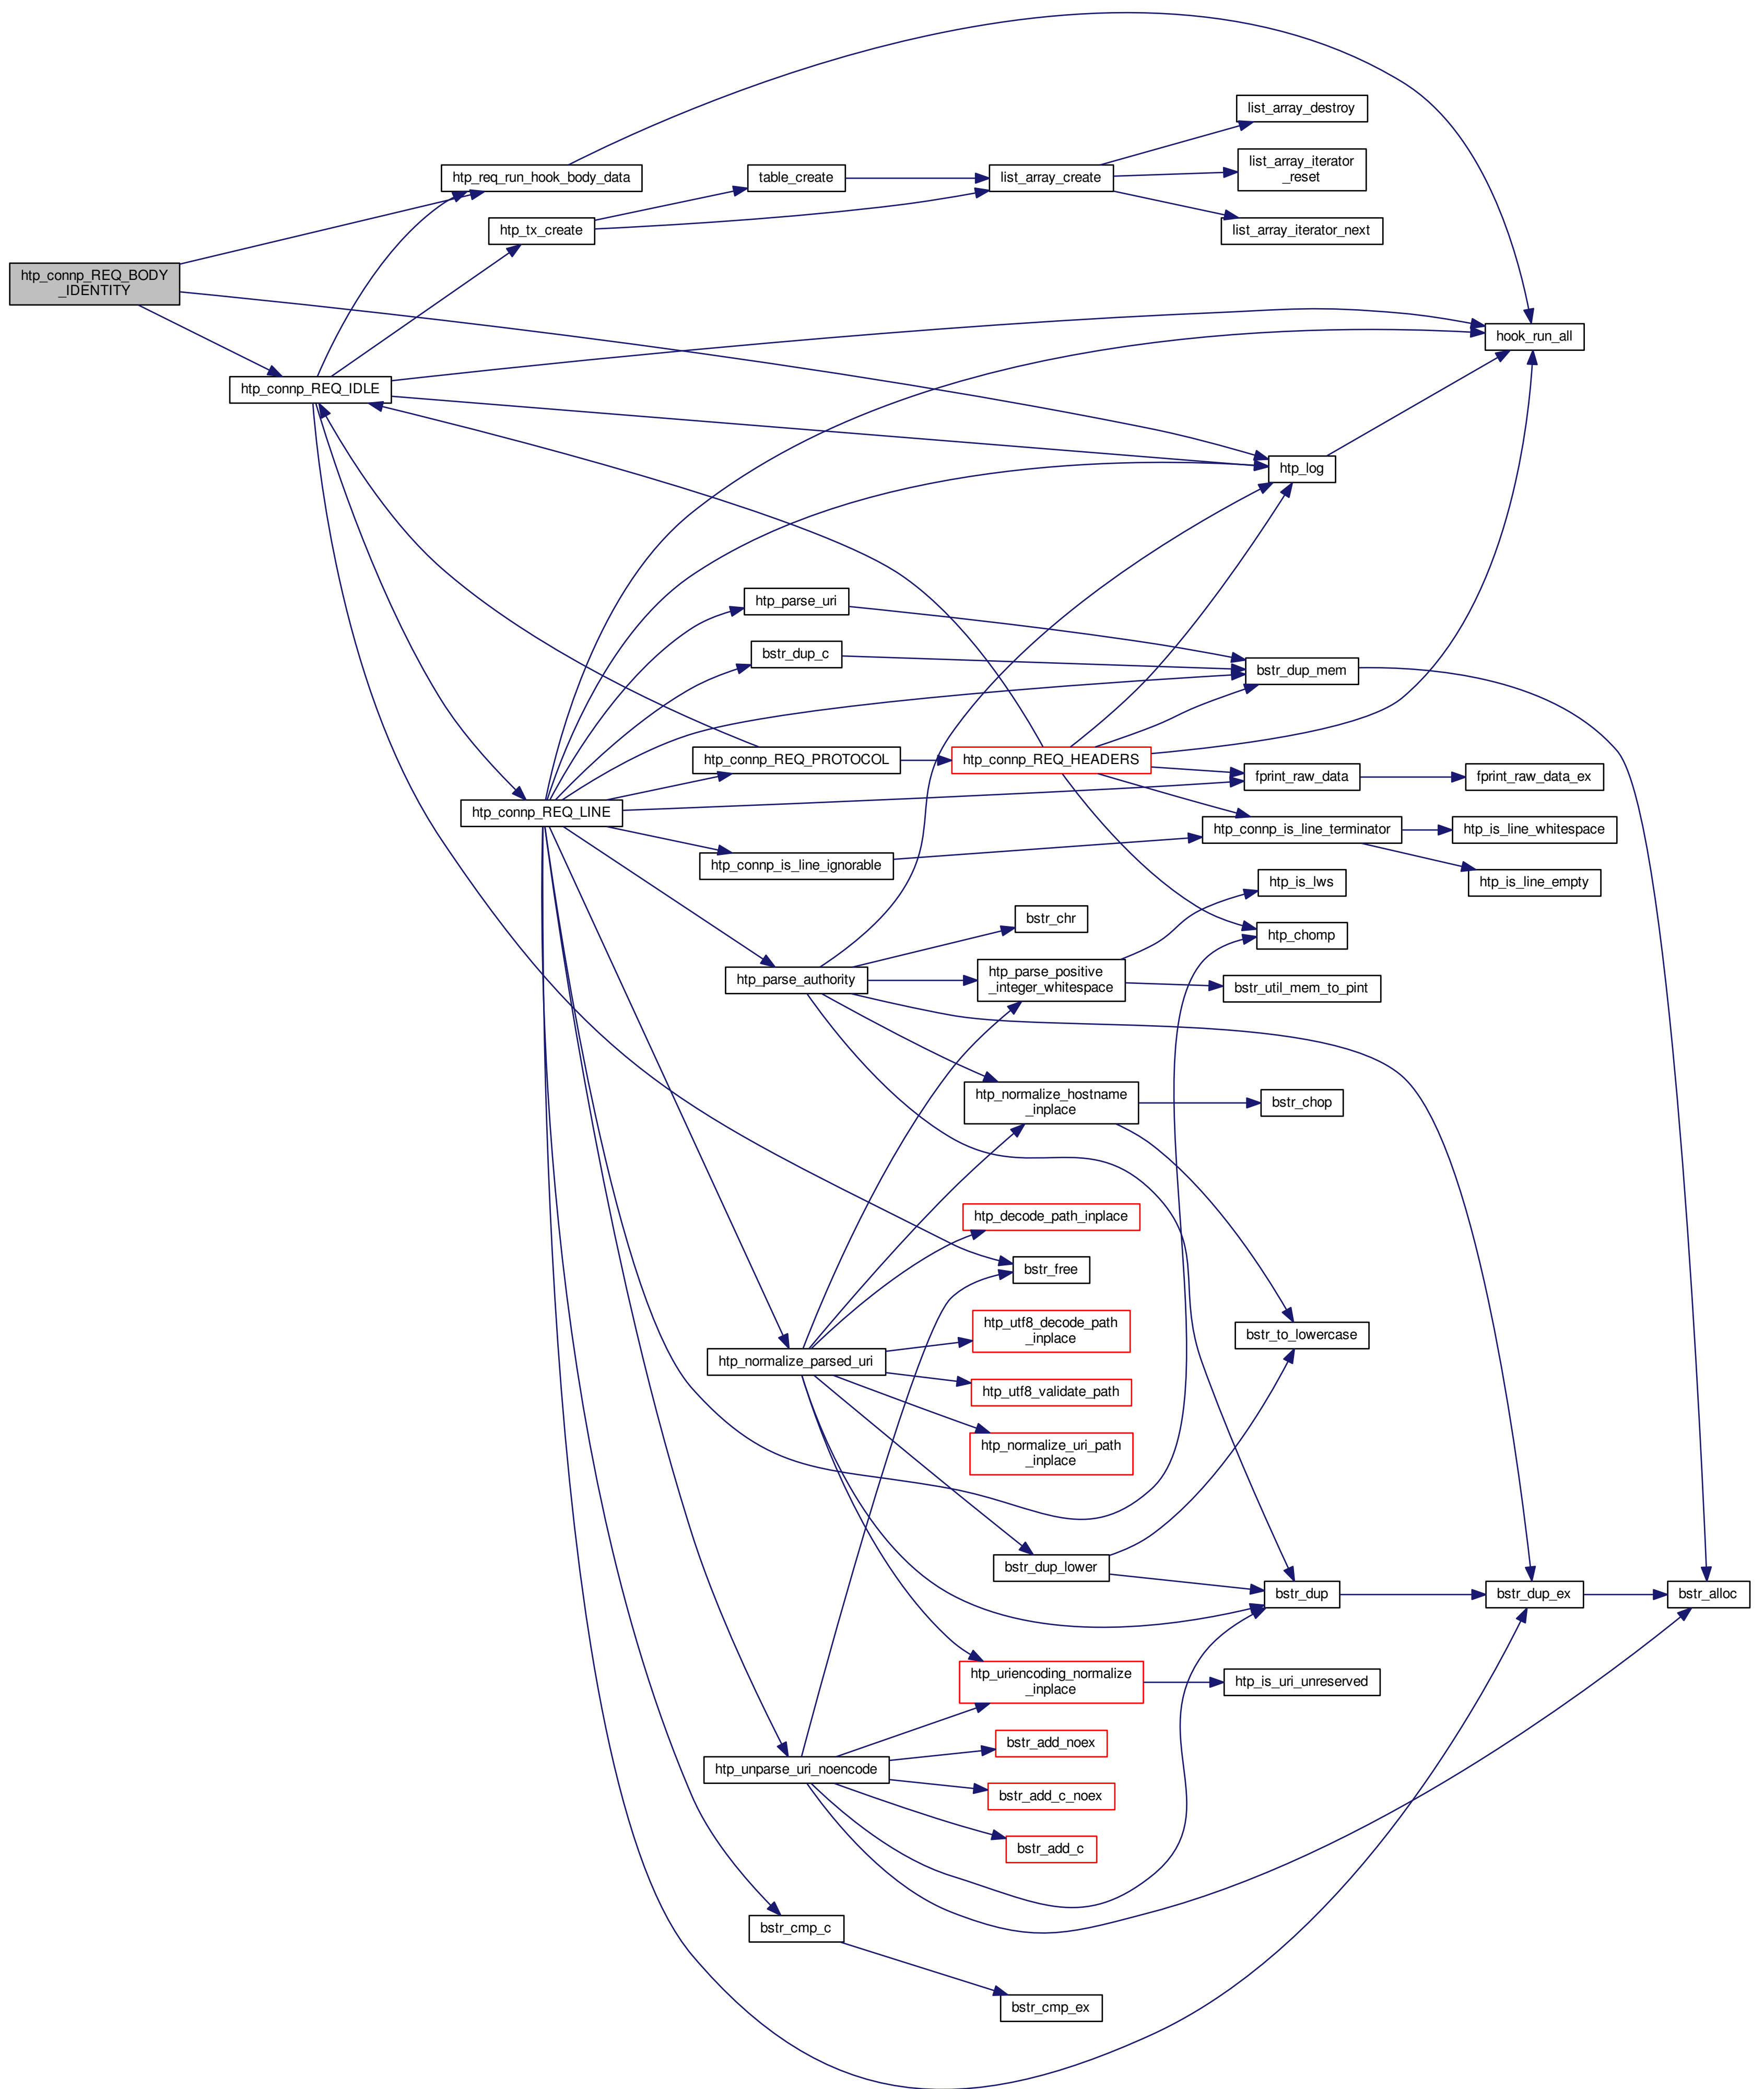 list_array_destroy
htp_req_run_hook_body_data
table_create
list_array_create
list_array_iterator
_reset
htp_tx_create
list_array_iterator_next
htp_connp_REQ_BODY
_IDENTITY
hook_run_all
htp_connp_REQ_IDLE
htp_log
htp_parse_uri
bstr_dup_c
bstr_dup_mem
htp_connp_REQ_PROTOCOL
htp_connp_REQ_HEADERS
fprint_raw_data
fprint_raw_data_ex
htp_connp_REQ_LINE
htp_connp_is_line_terminator
htp_is_line_whitespace
htp_connp_is_line_ignorable
htp_is_lws
htp_is_line_empty
bstr_chr
htp_chomp
htp_parse_authority
htp_parse_positive
_integer_whitespace
bstr_util_mem_to_pint
htp_normalize_hostname
_inplace
bstr_chop
htp_decode_path_inplace
bstr_free
htp_utf8_decode_path
_inplace
bstr_to_lowercase
htp_normalize_parsed_uri
htp_utf8_validate_path
htp_normalize_uri_path
_inplace
bstr_dup_lower
bstr_dup
bstr_dup_ex
bstr_alloc
htp_uriencoding_normalize
_inplace
htp_is_uri_unreserved
bstr_add_noex
htp_unparse_uri_noencode
bstr_add_c_noex
bstr_add_c
bstr_cmp_c
bstr_cmp_ex